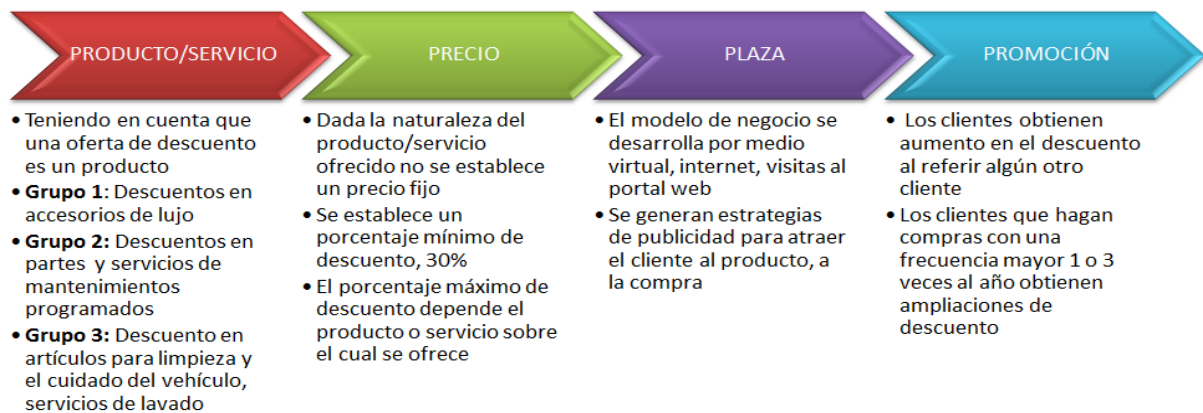 PRODUCTO/SERVICIO
• Teniendo en cuenta que
una oferta de descuento
es un producto
• Grupo 1: Descuentos en
accesorios de lujo
• Grupo 2: Descuentos en
partes y servicios de
mantenimientos
programados
• Grupo 3: Descuento en
artículos para limpieza y
el cuidado del vehículo,
servicios de lavado
PRECIO
• Dada la naturaleza del
producto/servicio
ofrecido no se establece
un precio fijo
• Se establece un
porcentaje mínimo de
descuento, 30%
• El porcentaje máximo de
descuento depende el
producto o servicio sobre
el cual se ofrece
PLAZA
• El modelo de negocio se
desarrolla por medio
virtual, internet, visitas al
portal web
• Se generan estrategias
de publicidad para atraer
el cliente al producto, a
la compra
PROMOCIÓN
• Los clientes obtienen
aumento en el descuento
al referir algún otro
cliente
• Los clientes que hagan
compras con una
frecuencia mayor 1 o 3
veces al año obtienen
ampliaciones de
descuento